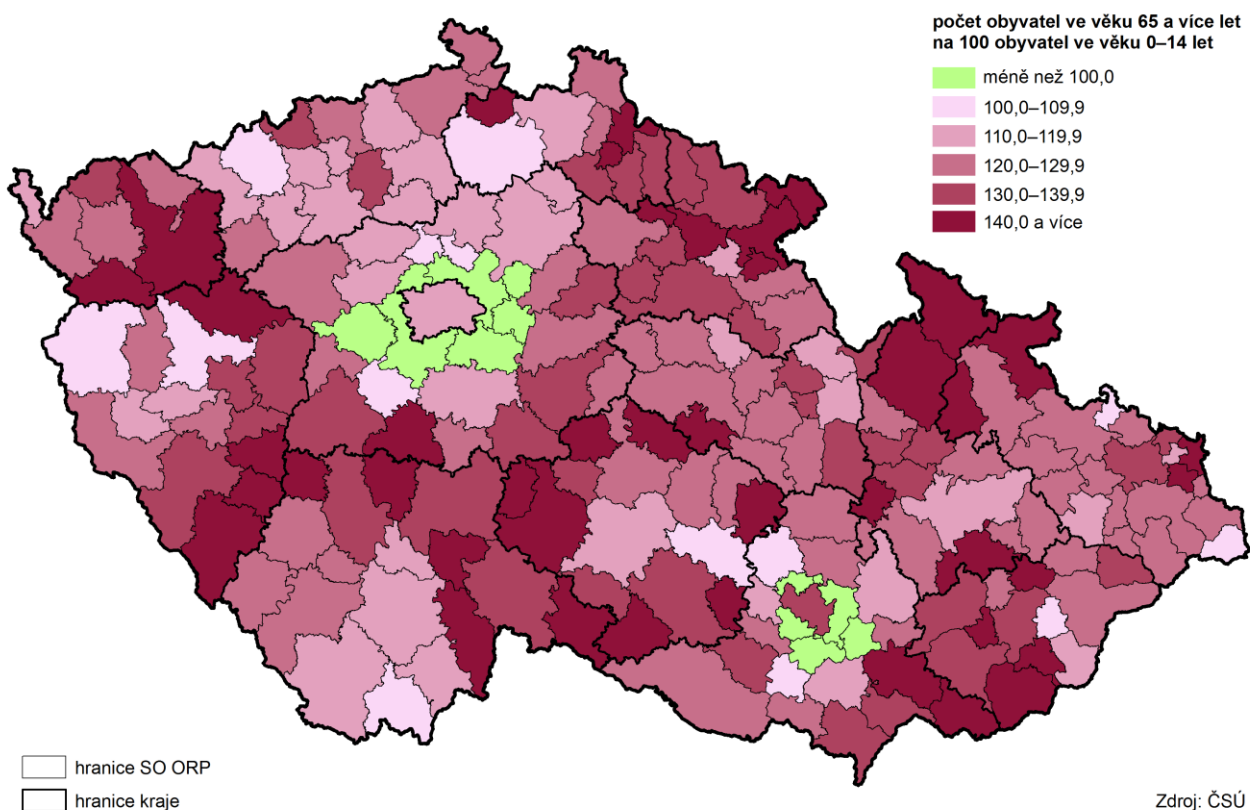 počet obyvatel ve věku 65 a více let
na 100 obyvatel ve věku 0–14 let
méně než 100,0
100,0–109,9
110,0–119,9
120,0–129,9
130,0–139,9
140,0 a více
hranice SO ORP
hranice kraje
Zdroj: ČSÚ